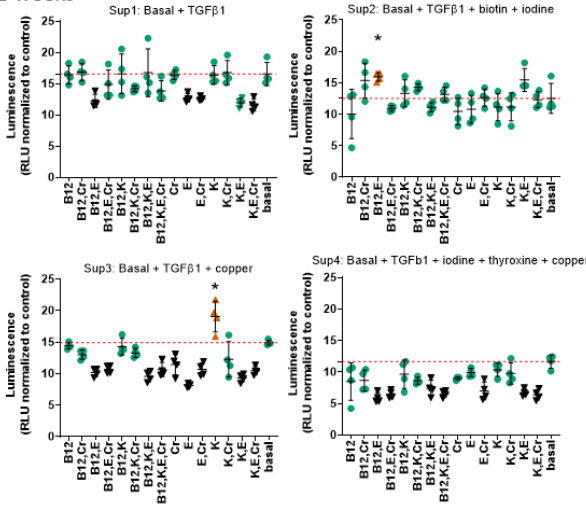 Sup1: Basal + TGFβ1
Luminescence
(RLU normalized to control)
25
20
15
10
5
0
B12
B12,Cr
B12,E
B12,E,Cr
B12,K
B12,K,Cr
B12,K,E
B12,K,E,Cr
Cr
E
E,Cr
K
K,Cr
K,E
K,E,Cr
basal
Sup2: Basal + TGFβ1 + biotin + iodine
Luminescence
(RLU normalized to control)
25
20
15
10
5
0
*
B12
B12,Cr
B12,E
B12,E,Cr
B12,K
B12,K,Cr
B12,K,E
B12,K,E,Cr
Cr
E
E,Cr
K
K,Cr
K,E
K,E,Cr
basal
Sup3: Basal + TGFβ1 + copper
Luminescence
(RLU normalized to control)
25
20
15
10
5
0
*
B12
B12,Cr
B12,E
B12,E,Cr
B12,K
B12,K,Cr
B12,K,E
B12,K,E,Cr
Cr
E
E,Cr
K
K,Cr
K,E
K,E,Cr
basal
Sup4: Basal + TGFb1 + iodine + thyroxine + copper
Luminescence
(RLU normalized to control)
25
20
15
10
5
0
B12
B12,Cr
B12,E
B12,E,Cr
B12,K
B12,K,Cr
B12,K,E
B12,K,E,Cr
Cr
E
E,Cr
K
K,Cr
K,E
K,E,Cr
basal